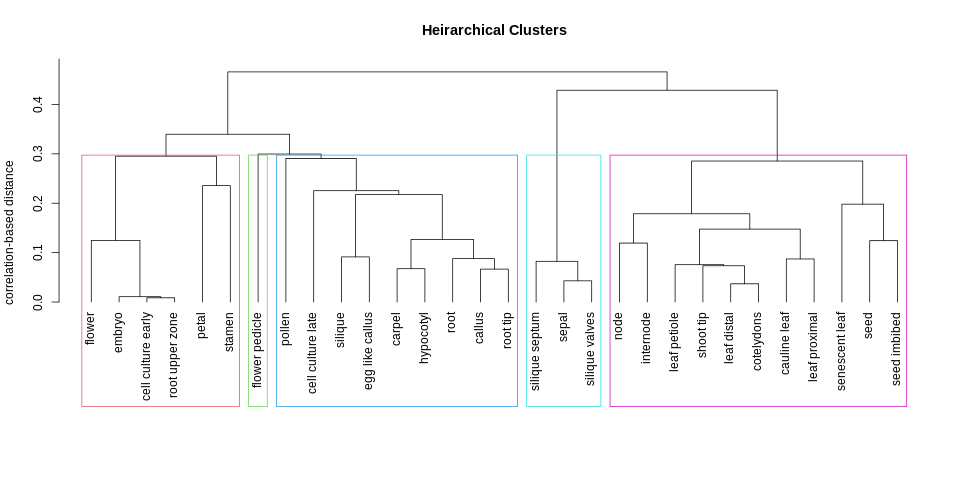 Heirarchical Clusters
correlation-based distance
0.4
0.3
0.2
0.1
0.0
flower
embryo
cell culture early
root upper zone
petal
stamen
flower pedicle
pollen
cell culture late
silique
egg like callus
carpel
hypocotyl
root
callus
root tip
silique septum
sepal
silique valves
node
internode
leaf petiole
shoot tip
leaf distal
cotelydons
cauline leaf
leaf proximal
senescent leaf
seed
seed imbibed